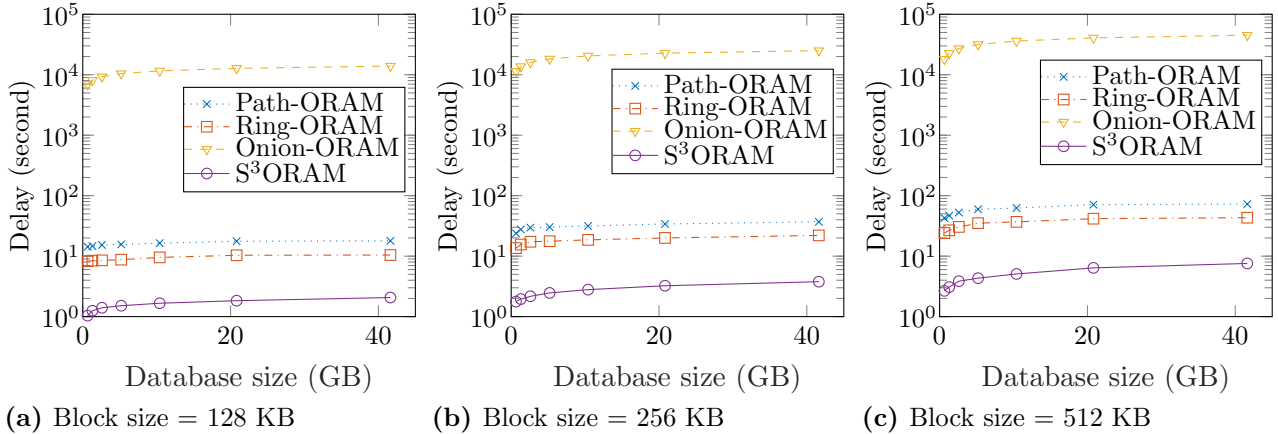 10^5
10^4
10^3
10^2
10^1
10^0
Delay (second)
Path-ORAM
Ring-ORAM
Onion-ORAM
S^3ORAM
0 20 40
Database size (GB)
(a) Block size = 128 KB
10^5
10^4
10^3
10^2
10^1
10^0
Delay (second)
Path-ORAM
Ring-ORAM
Onion-ORAM
S^3ORAM
0 20 40
Database size (GB)
(b) Block size = 256 KB
10^5
10^4
10^3
10^2
10^1
10^0
Delay (second)
Path-ORAM
Ring-ORAM
Onion-ORAM
S^3ORAM
0 20 40
Database size (GB)
(c) Block size = 512 KB